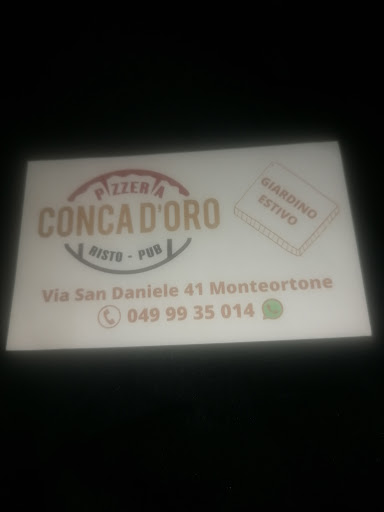 PIZZERIA
CONCA D'ORO
RISTO - PUB
GIARDINO
ESTIVO
Via San Daniele 41 Monteortone
049 99 35 014